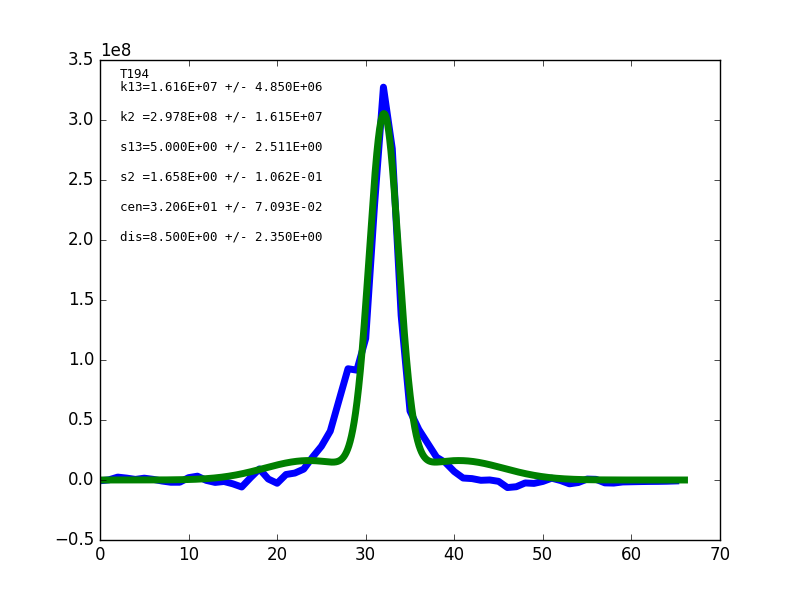 1e8
3.5
T194
k13=1.616E+07 +/- 4.850E+06
3.0
k2 =2.978E+08 +/- 1.615E+07
s13=5.000E+00 +/- 2.511E+00
2.5
s2 =1.658E+00 +/- 1.062E-01
cen=3.206E+01 +/- 7.093E-02
2.0
dis=8.500E+00 +/- 2.350E+00
1.5
1.0
0.5
0.0
−0.5
0 10 20 30 40 50 60 70